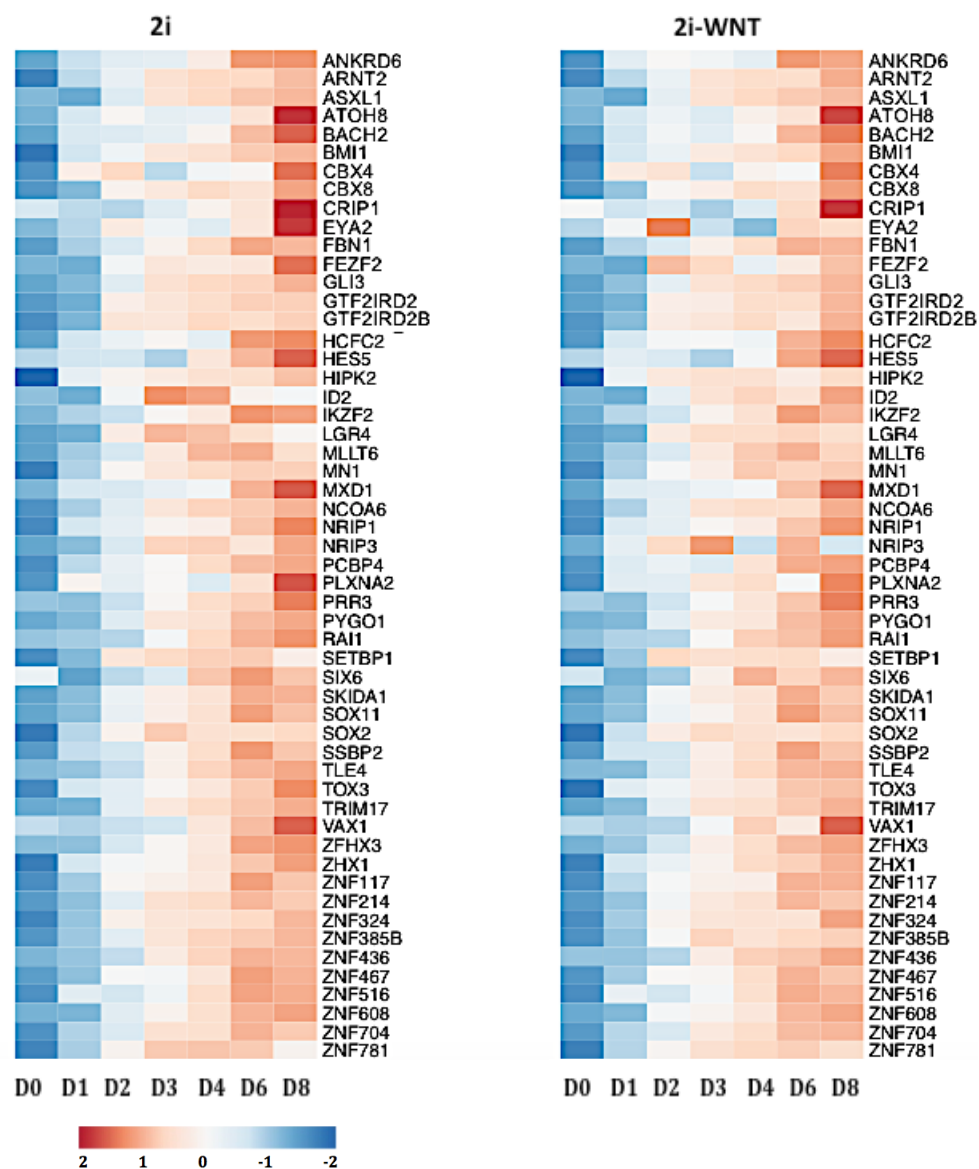 2i 2i-WNT
ANKRD6 ANKRD6
ARNT2 ARNT2
ASXL1 ASXL1
ATOH8 ATOH8
BACH2 BACH2
BMI1 BMI1
CBX4 CBX4
CBX8 CBX8
CRIP1 CRIP1
EYA2 EYA2
FBN1 FBN1
FEZF2 FEZF2
GLI3 GLI3
GTF2IRD2 GTF2IRD2
GTF2IRD2B GTF2IRD2B
HCFC2 HCFC2
HES5 HES5
HIPK2 HIPK2
ID2 ID2
IKZF2 IKZF2
LGR4 LGR4
MLLT6 MLLT6
MN1 MN1
MXD1 MXD1
NCOA6 NCOA6
NRIP1 NRIP1
NRIP3 NRIP3
PCBP4 PCBP4
PLXNA2 PLXNA2
PRR3 PRR3
PYGO1 PYGO1
RAI1 RAI1
SETBP1 SETBP1
SIX6 SIX6
SKIDA1 SKIDA1
SOX11 SOX11
SOX2 SOX2
SSBP2 SSBP2
TLE4 TLE4
TOX3 TOX3
TRIM17 TRIM17
VAX1 VAX1
ZFHX3 ZFHX3
ZHX1 ZHX1
ZNF117 ZNF117
ZNF214 ZNF214
ZNF324 ZNF324
ZNF385B ZNF385B
ZNF436 ZNF436
ZNF467 ZNF467
ZNF516 ZNF516
ZNF608 ZNF608
ZNF704 ZNF704
ZNF781 ZNF781
D0 D1 D2 D3 D4 D6 D8 D0 D1 D2 D3 D4 D6 D8
2 1 0 -1 -2